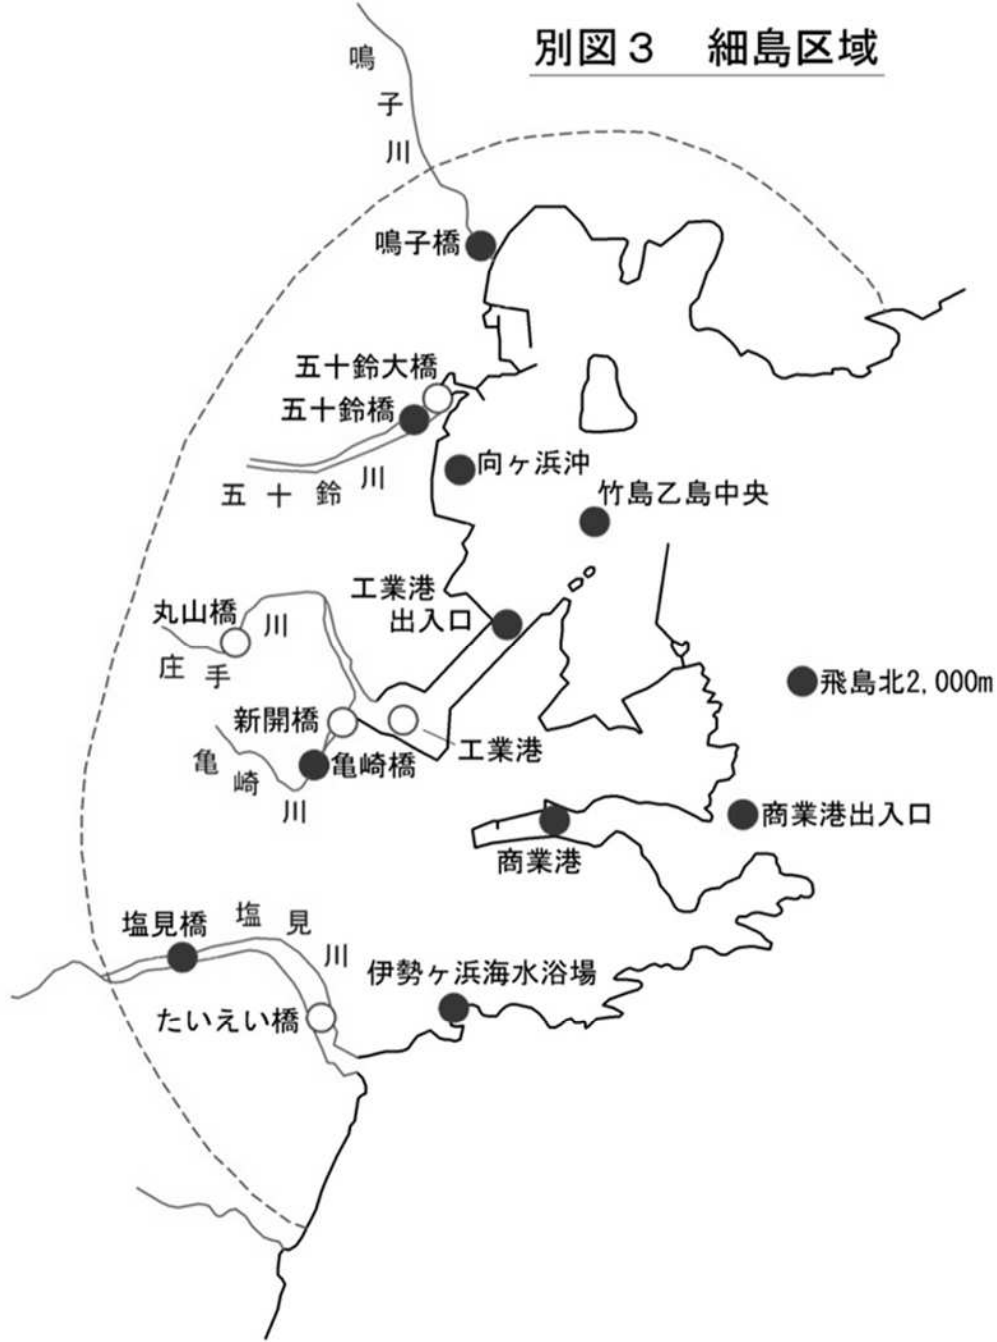 別図３　細島区域
鳴子川
鳴子橋
五十鈴大橋
五十鈴橋
五十鈴川
向ヶ浜沖
竹島乙島中央
工業港
出入口
丸山橋
庄手川
飛島北2,000m
新開橋
工業港
亀崎橋
亀崎川
商業港出入口
商業港
塩見橋
塩見川
伊勢ヶ浜海水浴場
たいえい橋